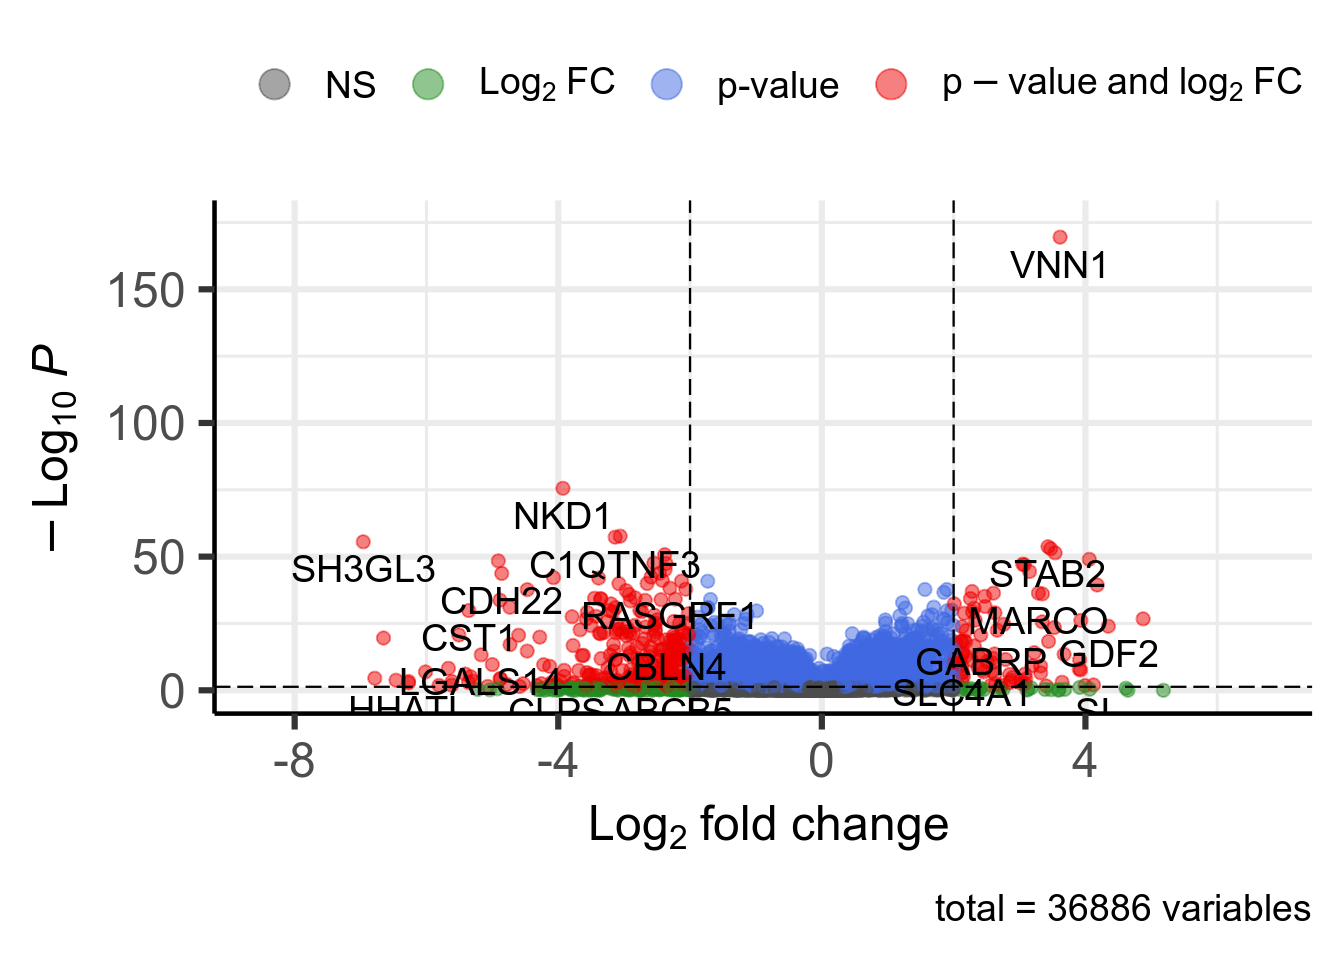 NS Log₂ FC p-value p − value and log₂ FC
VNN1
150
100
NKD1
50
C1QTNF3
SH3GL3
STAB2
CDH22
RASGRF1
MARCO
CST1
GDF2
GABRP
CBLN4
LGALS14
0
SLC4A1
ABCB5
−Log₁₀ P
-8 -4 0 4
Log₂ fold change
total = 36886 variables